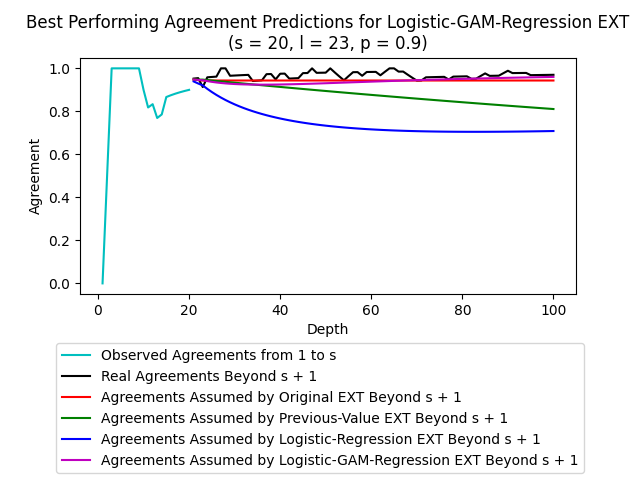 Best Performing Agreement Predictions for Logistic-GAM-Regression EXT
(s = 20, l = 23, p = 0.9)
1.0
0.8
0.6
0.4
0.2
0.0
Agreement
0 20 40 60 80 100
Depth
Observed Agreements from 1 to s
Real Agreements Beyond s + 1
Agreements Assumed by Original EXT Beyond s + 1
Agreements Assumed by Previous-Value EXT Beyond s + 1
Agreements Assumed by Logistic-Regression EXT Beyond s + 1
Agreements Assumed by Logistic-GAM-Regression EXT Beyond s + 1